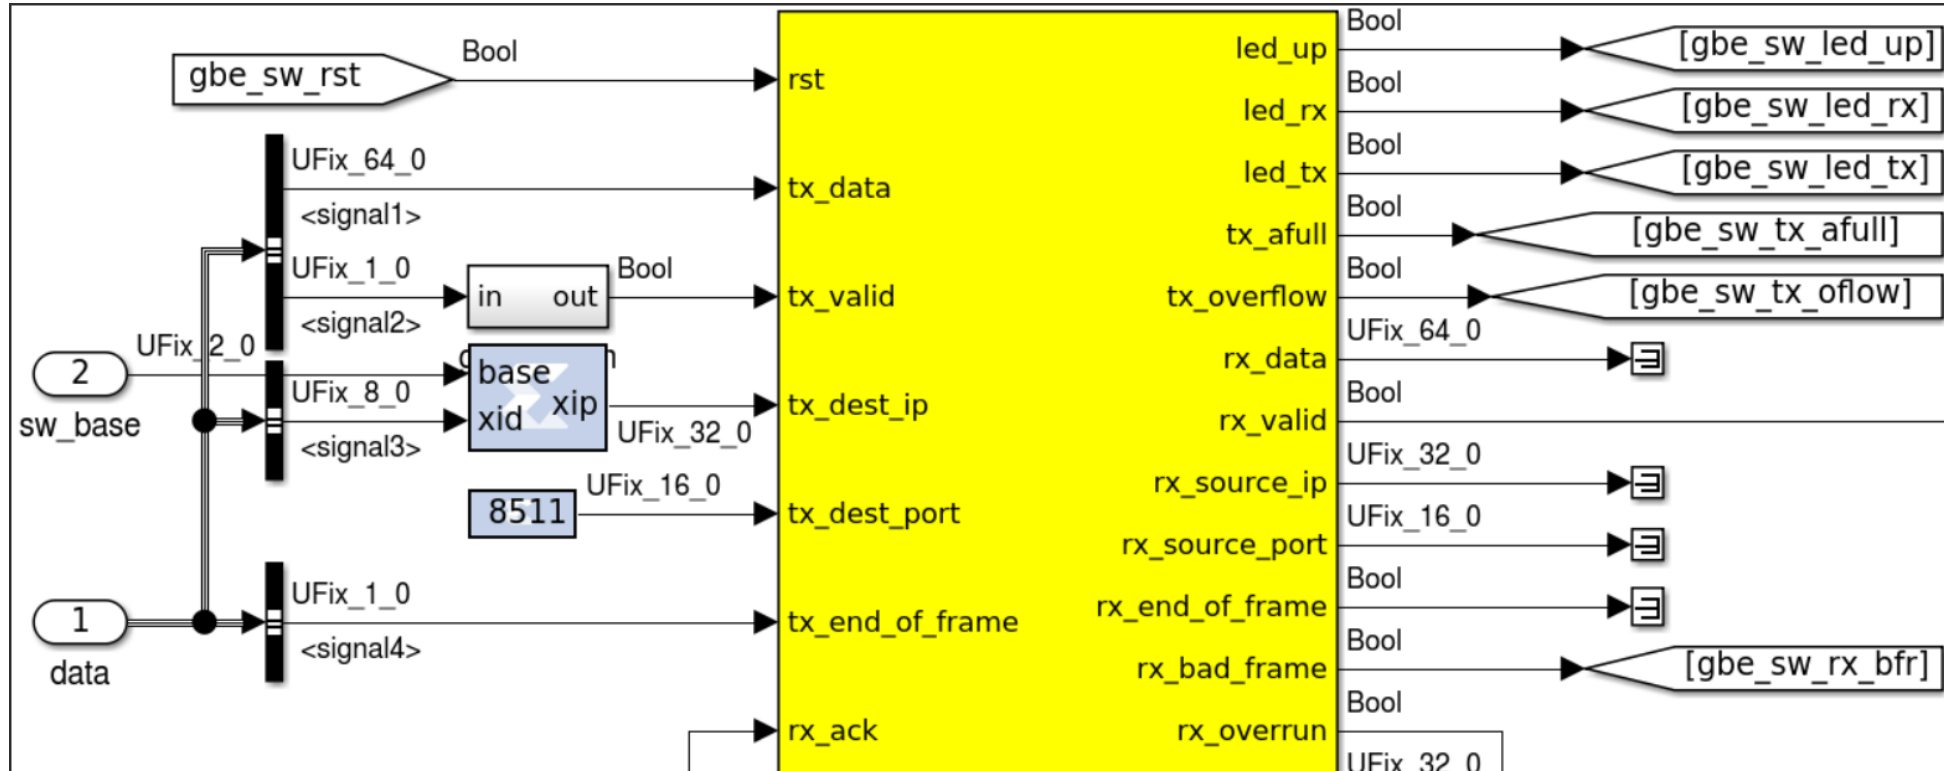 gbe_sw_rst
Bool
rst
UFix_64_0
<signal1>
tx_data
UFix_1_0
<signal2>
in out
Bool
tx_valid
2
sw_base
UFix_2_0
UFix_8_0
<signal3>
base
xid
xip
UFix_32_0
tx_dest_ip
8511
UFix_16_0
tx_dest_port
1
data
UFix_1_0
<signal4>
tx_end_of_frame
rx_ack
led_up
Bool
[gbe_sw_led_up]
led_rx
Bool
[gbe_sw_led_rx]
led_tx
Bool
[gbe_sw_led_tx]
tx_afull
Bool
[gbe_sw_tx_afull]
tx_overflow
Bool
[gbe_sw_tx_oflow]
rx_data
UFix_64_0
rx_valid
Bool
rx_source_ip
UFix_32_0
rx_source_port
UFix_16_0
rx_end_of_frame
Bool
rx_bad_frame
Bool
[gbe_sw_rx_bfr]
rx_overrun
Bool
UFix_32_0